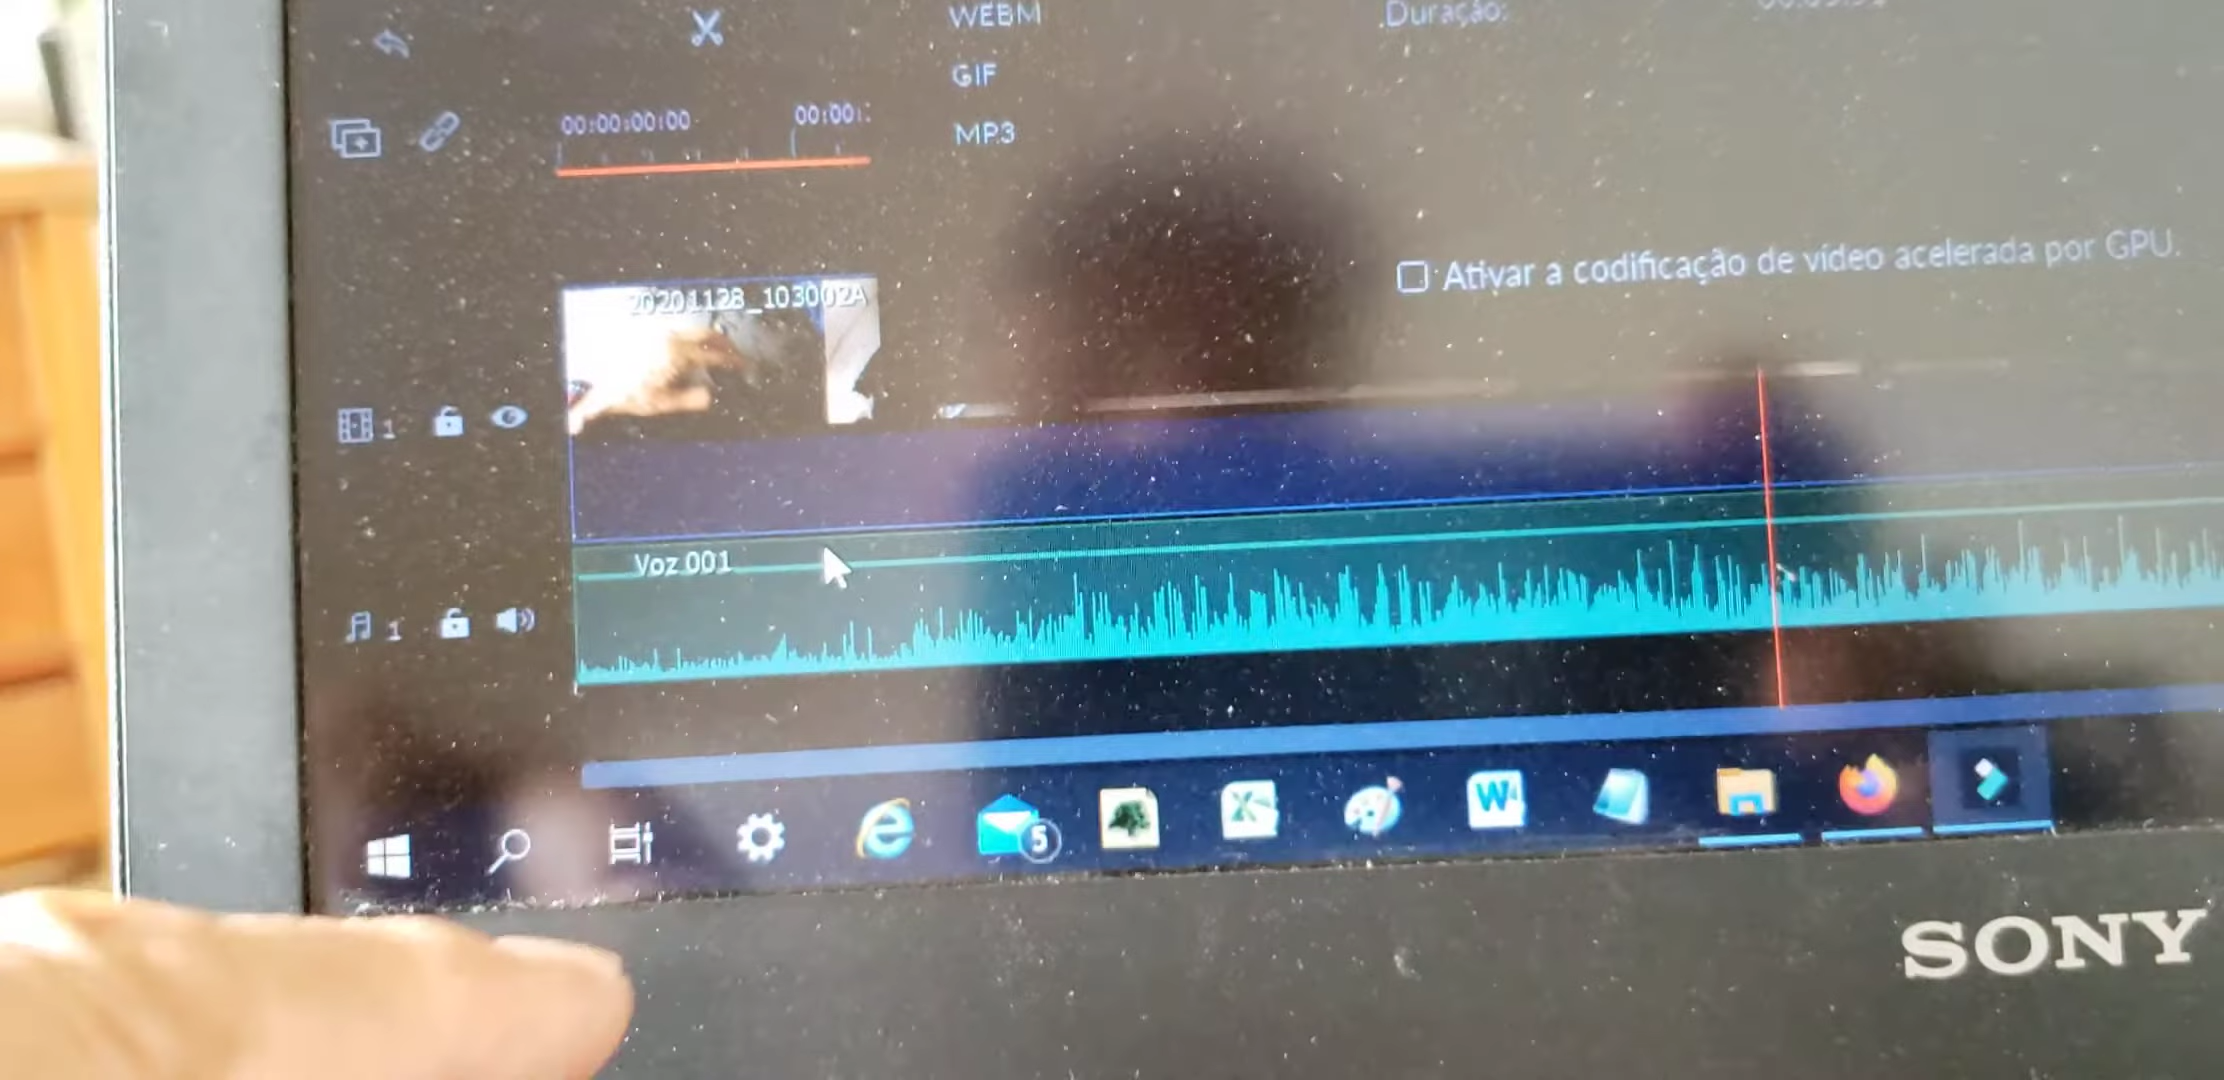 WEBM
Duração:
GIF
00:00:00:00
00:00:
MP3
Ativar a codificação de vídeo acelerada por GPU.
20201128_103002A
1
Voz 001
1
5
W
SONY